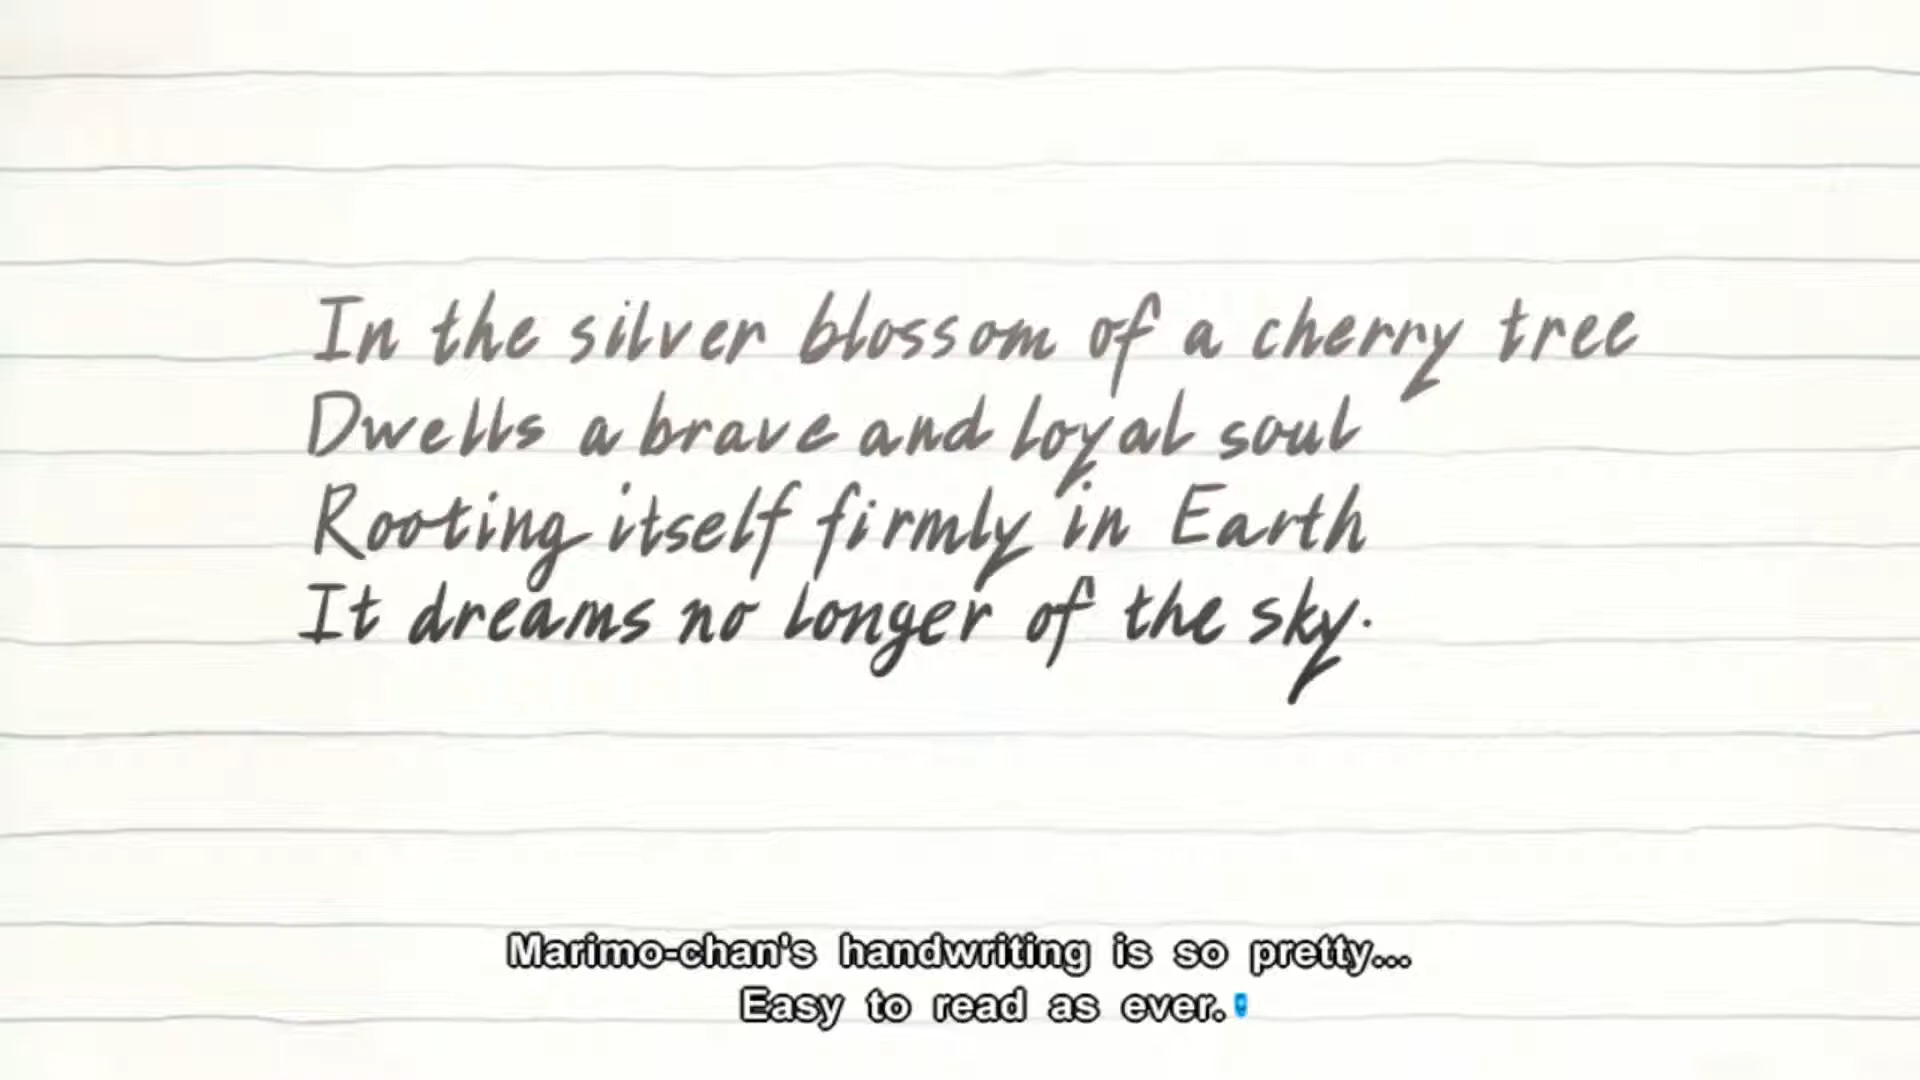 In the silver blossom of a cherry tree
Dwells a brave and loyal soul
Rooting itself firmly in Earth
It dreams no longer of the sky.
Marimo-chan's handwriting is so pretty...
Easy to read as ever.